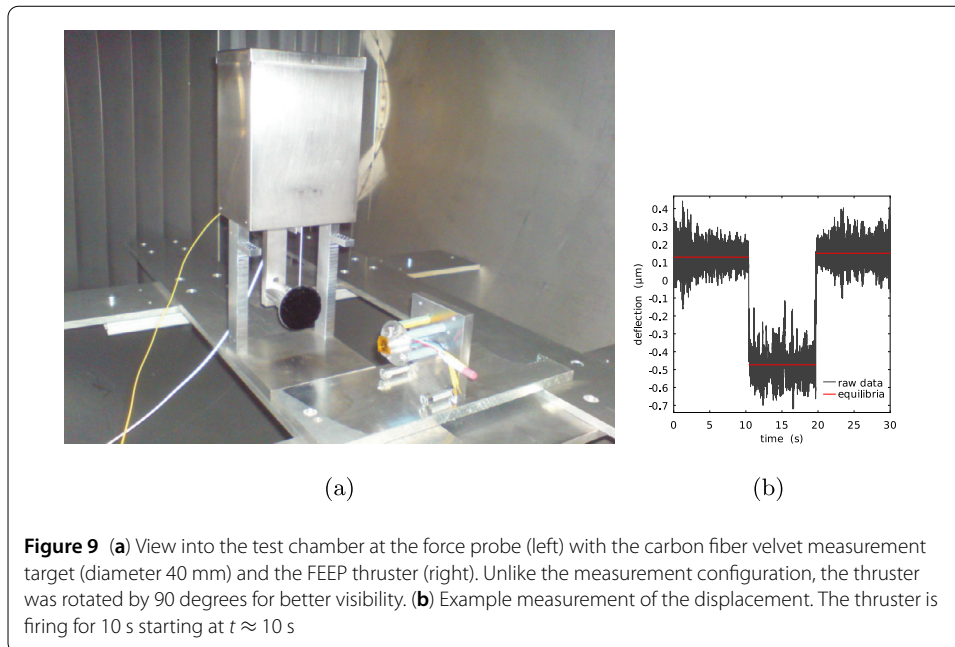 0.4
0.3
0.2
0.1
0
-0.1
-0.2
-0.3
-0.4
-0.5
-0.6
-0.7
deflection (μm)
raw data
equilibria
0 5 10 15 20 25 30
time (s)
(a) (b)
Figure 9 (a) View into the test chamber at the force probe (left) with the carbon fiber velvet measurement
target (diameter 40 mm) and the FEEP thruster (right). Unlike the measurement configuration, the thruster
was rotated by 90 degrees for better visibility. (b) Example measurement of the displacement. The thruster is
firing for 10 s starting at t ≈ 10 s